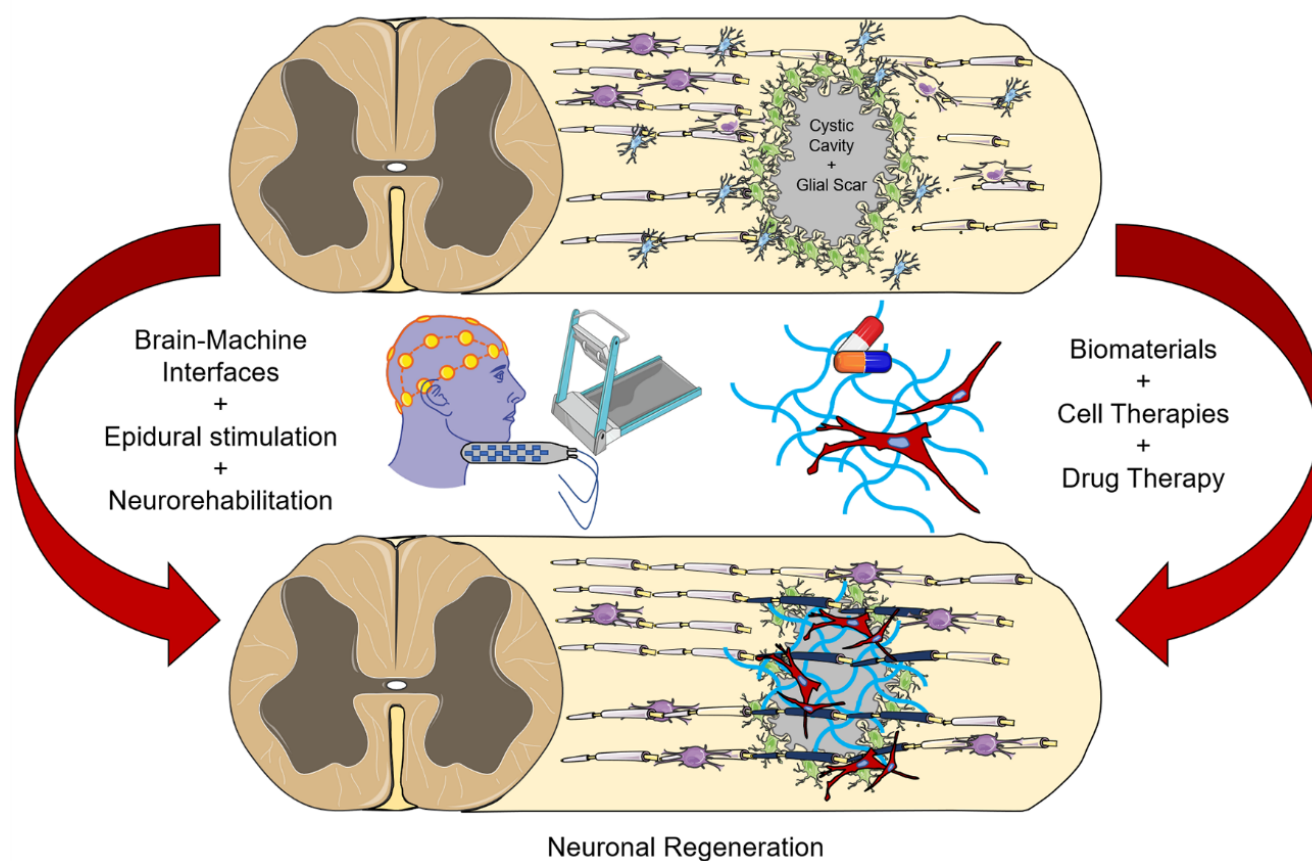 Cystic
Cavity
+
Glial Scar
Brain-Machine
Interfaces
+
Epidural stimulation
+
Neurorehabilitation
Biomaterials
+
Cell Therapies
+
Drug Therapy
Neuronal Regeneration